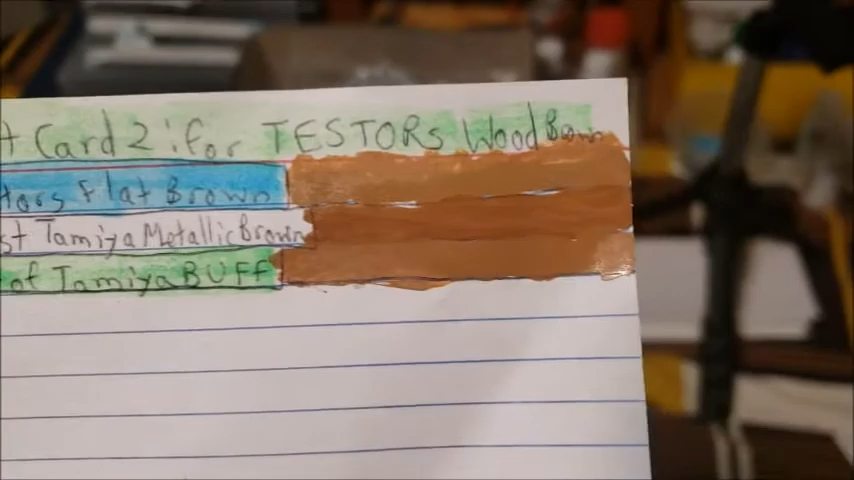 Card 2: for TESTORs Wood
Flat Brown
Tamiya Metallic Brown
of Tamiya BUFF